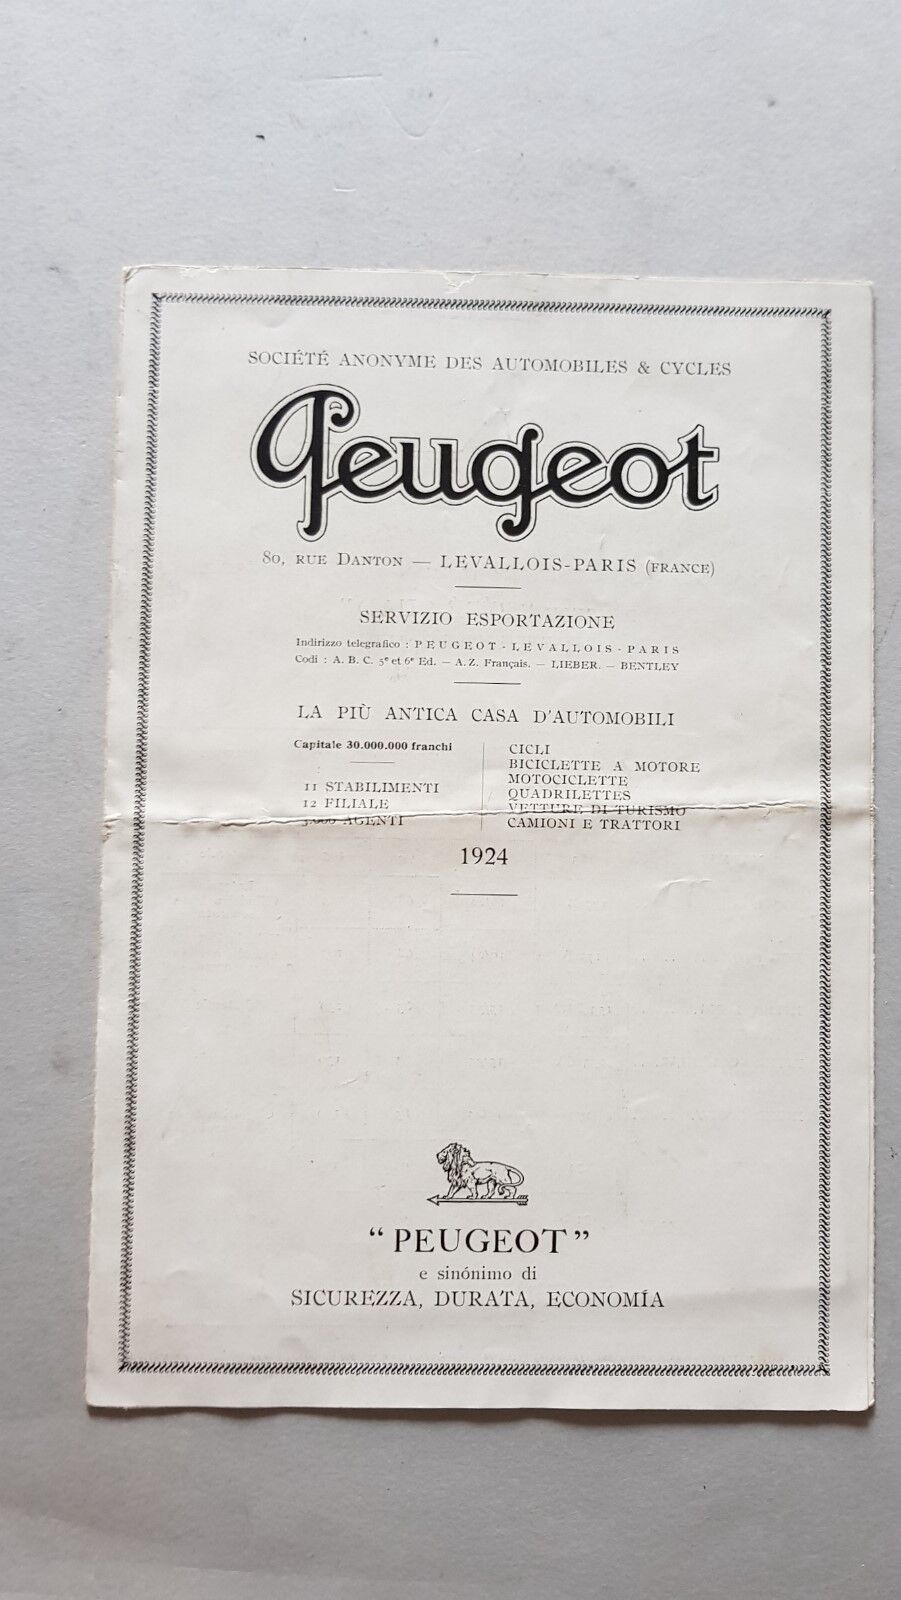 SOCIÉTÉ ANONYME DES AUTOMOBILES & CYCLES
Peugeot
80, RUE DANTON — LEVALLOIS-PARIS (FRANCE)
SERVIZIO ESPORTAZIONE
Indirizzo telegrafico : PEUGEOT-LEVALLOIS-PARIS
Codi : A. B. C. 5e et 6e Ed. — A.Z. Français. — LIEBER. — BENTLEY
LA PIÙ ANTICA CASA D'AUTOMOBILI
Capitale 30.000.000 franchi
11 STABILIMENTI
12 FILIALE
3.000 AGENTI
CICLI
BICICLETTE A MOTORE
MOTOCICLETTE
QUADRILETTES
VETTURE DI TURISMO
CAMIONI E TRATTORI
1924
“PEUGEOT”
e sinónimo di
SICUREZZA, DURATA, ECONOMÍA